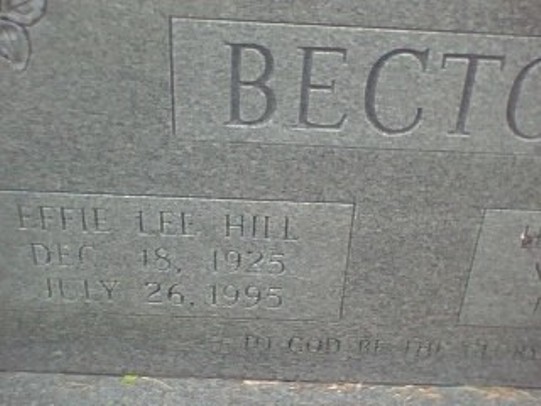 BECTO
EFFIE LEE HILL
DEC. 18, 1925
JULY 26, 1995
TO GOD BE THE GLORY